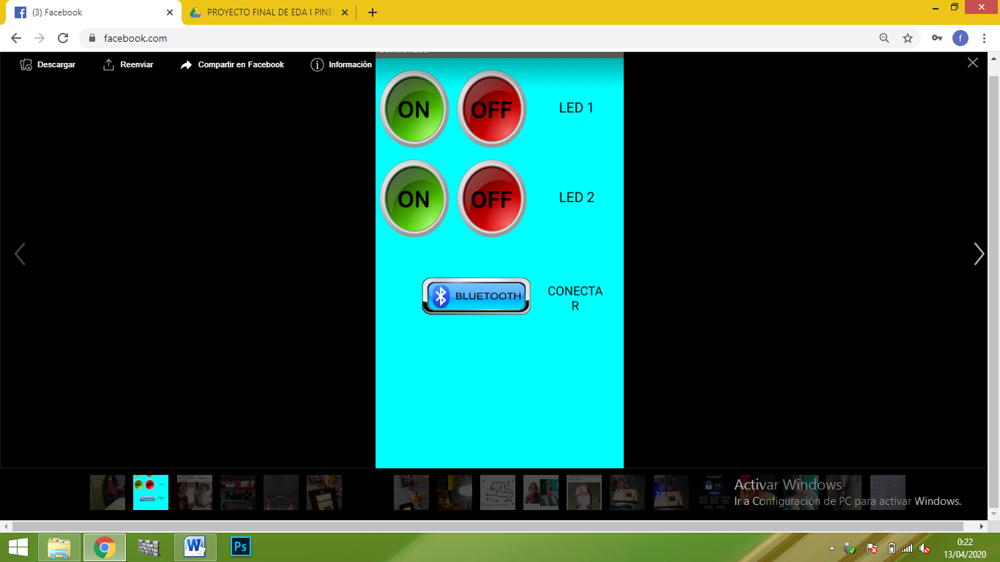 (3) Facebook
PROYECTO FINAL DE EDA I PINE
facebook.com
f
Descargar
Reenviar
Compartir en Facebook
Información
ON
OFF
LED 1
ON
OFF
LED 2
BLUETOOTH
CONECTA
R
Activar Windows
Ir a Configuración de PC para activar Windows.
W
Ps
0:22
13/04/2020